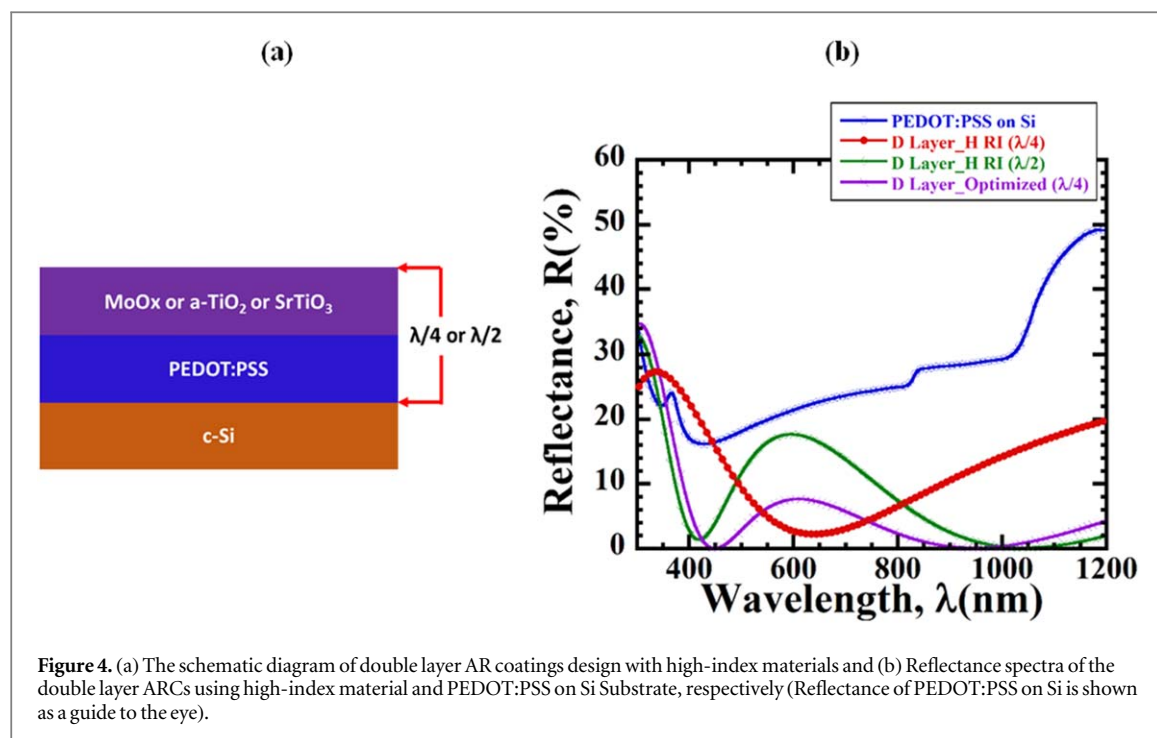 (a)
(b)
PEDOT:PSS on Si
D Layer_H RI (λ/4)
D Layer_H RI (λ/2)
D Layer_Optimized (λ/4)
MoOx or a-TiO₂ or SrTiO₃
PEDOT:PSS
c-Si
λ/4 or λ/2
Reflectance, R(%)
60
50
40
30
20
10
0
400 600 800 1000 1200
Wavelength, λ(nm)
Figure 4. (a) The schematic diagram of double layer AR coatings design with high-index materials and (b) Reflectance spectra of the
double layer ARCs using high-index material and PEDOT:PSS on Si Substrate, respectively (Reflectance of PEDOT:PSS on Si is shown
as a guide to the eye).